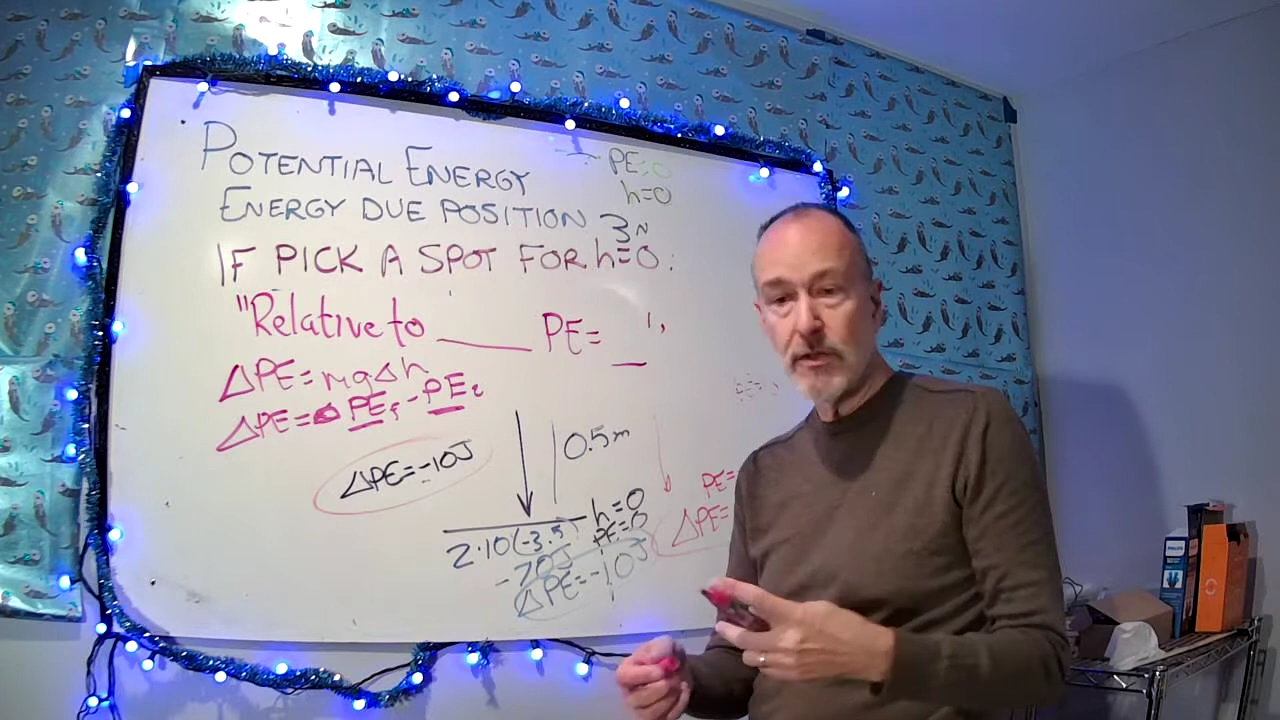 POTENTIAL ENERGY
ENERGY DUE POSITION
PE=0
h=0
IF PICK A SPOT FOR h=0:
"Relative to ____ PE= __",
ΔPE=mgΔh
ΔPE= PEf-PEi
ΔPE=-10J
0.5m
h=0
PE=0
2·10(-3.5)
-70J
ΔPE=-10J
PE=
ΔPE=
PHILIPS